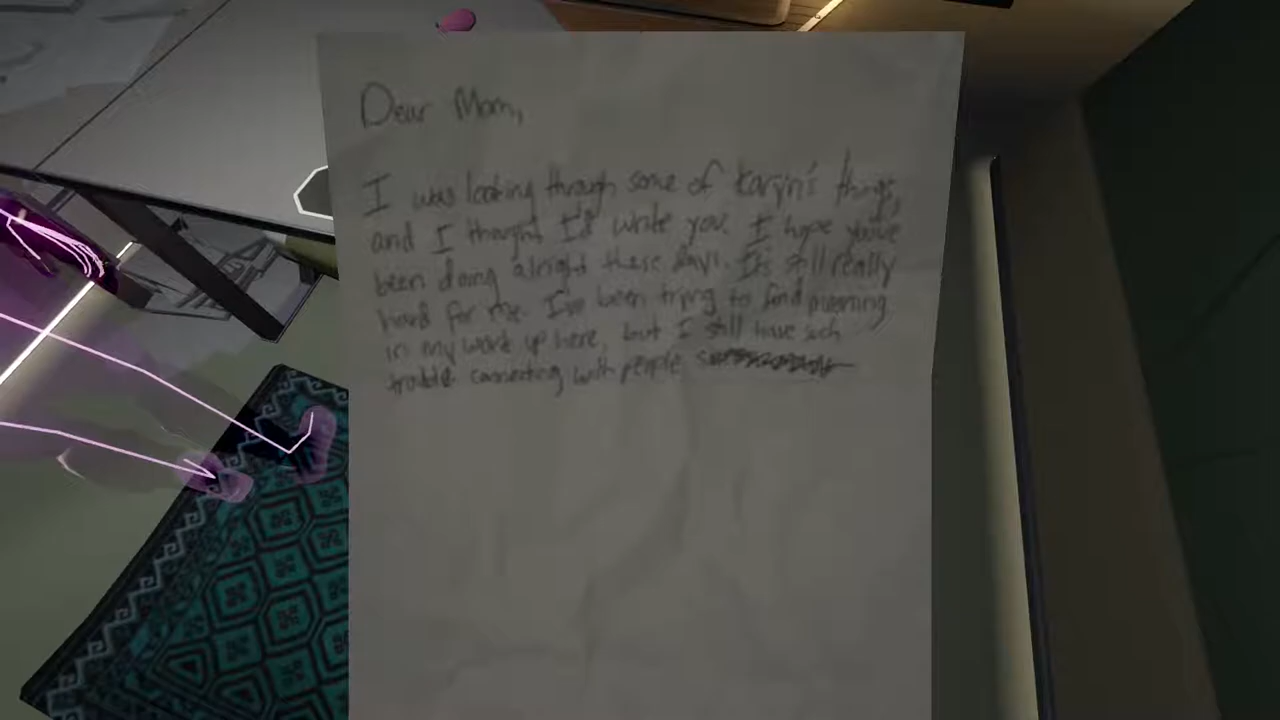 Dear Mom,
I was looking through some of Karyn's things,
and I thought I'd write you. I hope you've
been doing alright these days. It's still really
hard for me. I've been trying to find meaning
in my work up here, but I still have such
trouble connecting with people